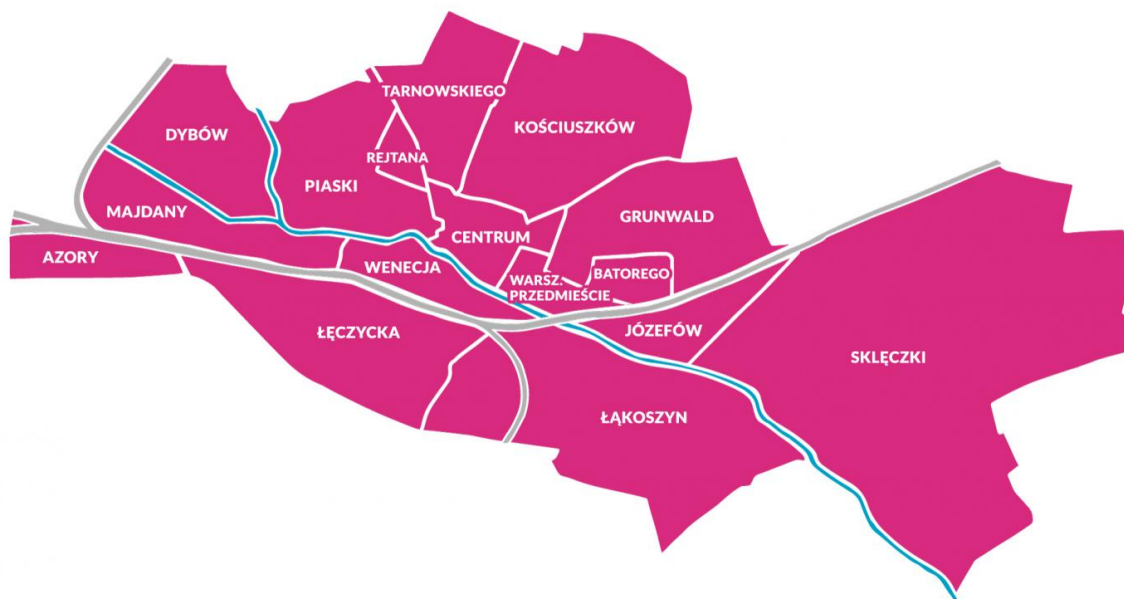 TARNOWSKIEGO
KOŚCIUSZKÓW
DYBÓW
REJTANA
PIASKI
MAJDANY
GRUNWALD
CENTRUM
AZORY
WENECJA
WARSZ.
PRZEDMIEŚCIE
BATOREGO
ŁĘCZYCKA
JÓZEFÓW
SKLĘCZKI
ŁĄKOSZYN